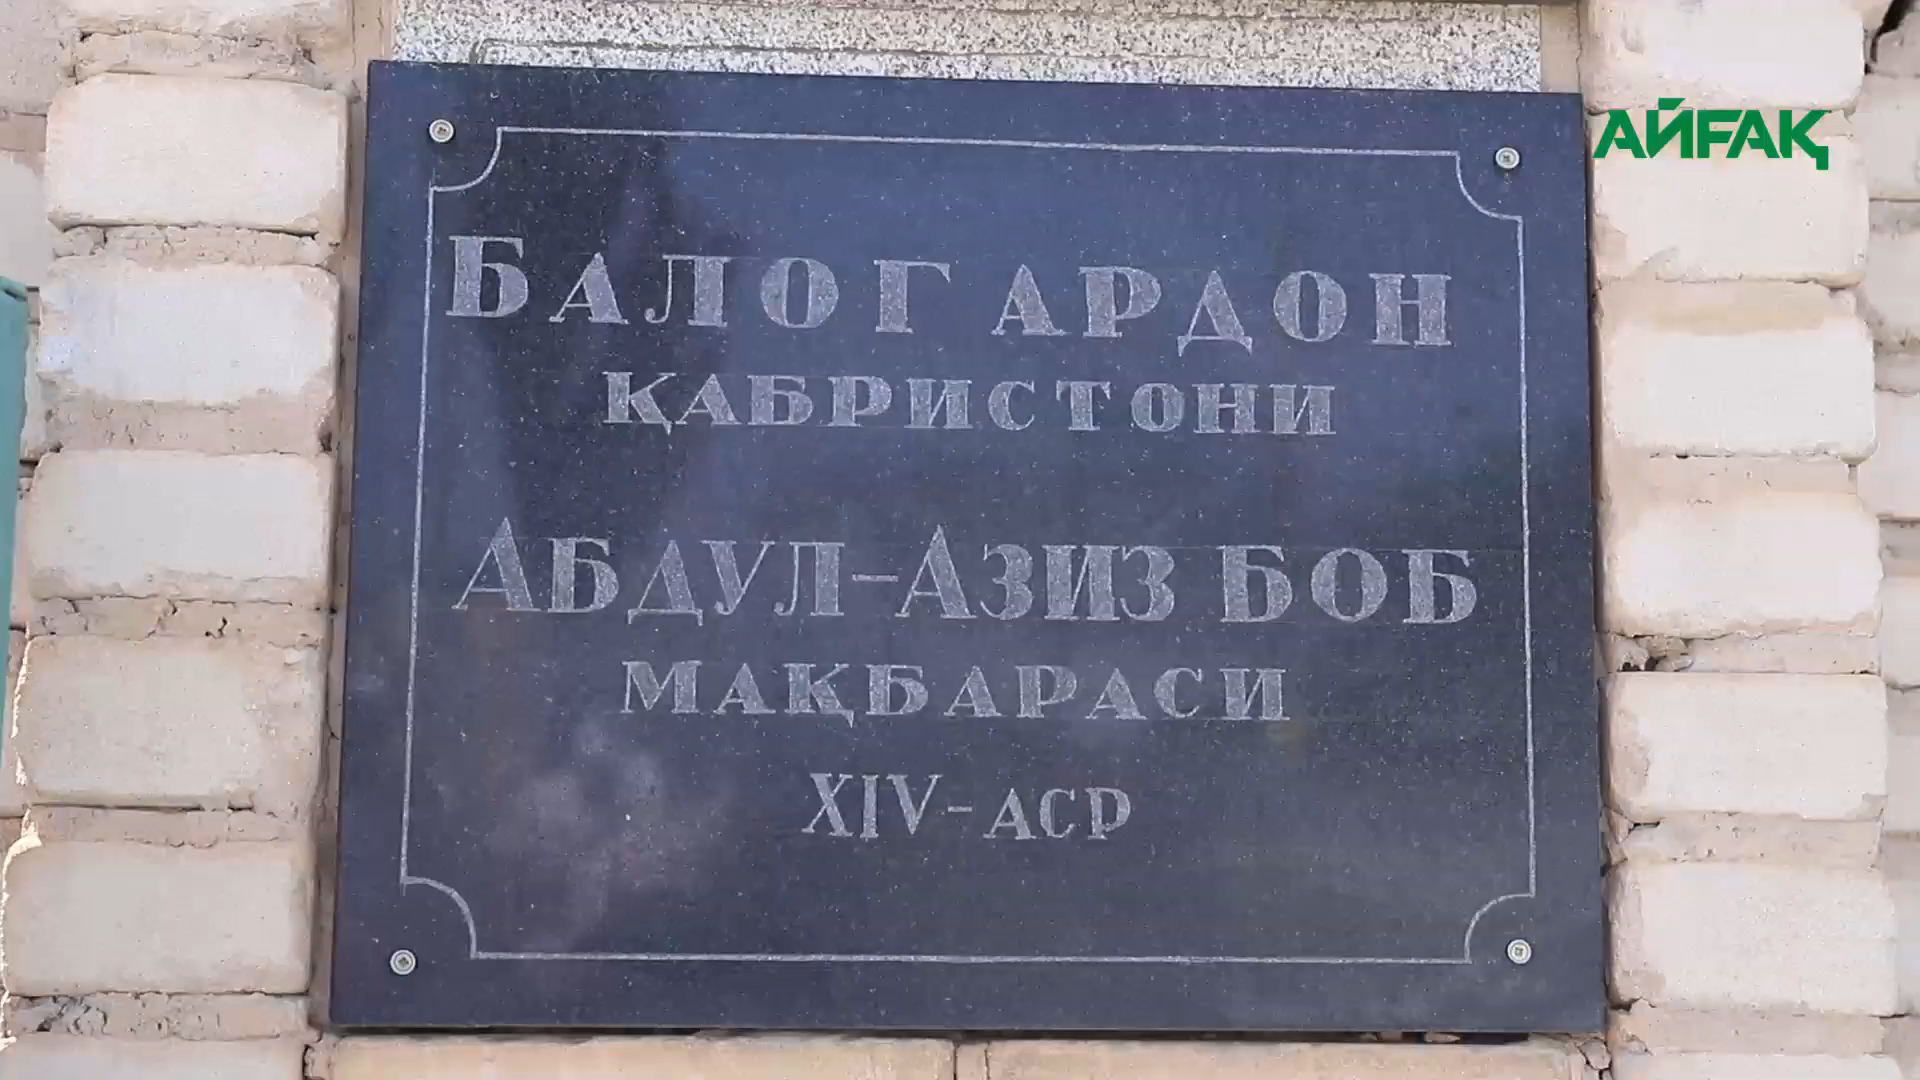 АЙҒАҚ
БАЛОГАРДОН
ҚАБРИСТОНИ
АБДУЛ-АЗИЗ БОБ
МАҚБАРАСИ
XIV-АСР